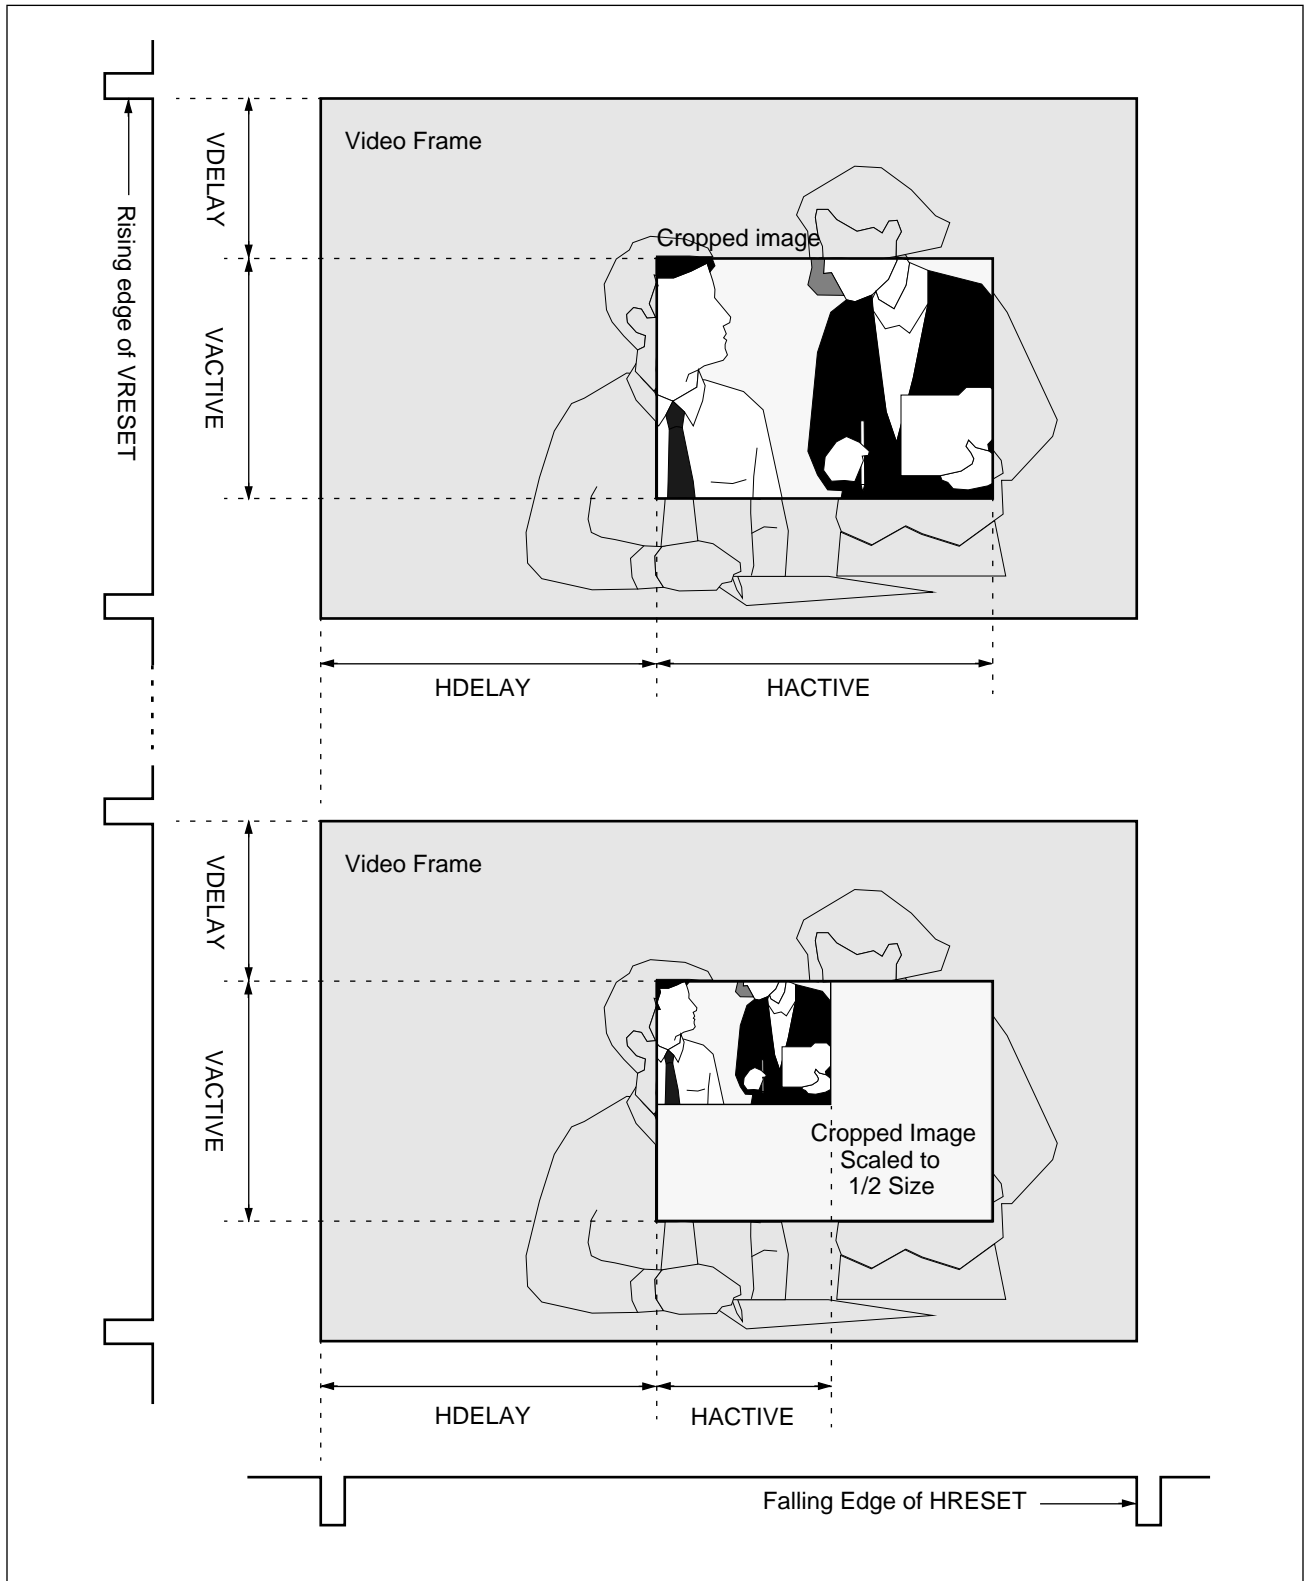 Video Frame
VDELAY
Rising edge of VRESET
Cropped image
VACTIVE
HDELAY
HACTIVE
Video Frame
VDELAY
VACTIVE
Cropped Image
Scaled to
1/2 Size
HDELAY
HACTIVE
Falling Edge of HRESET